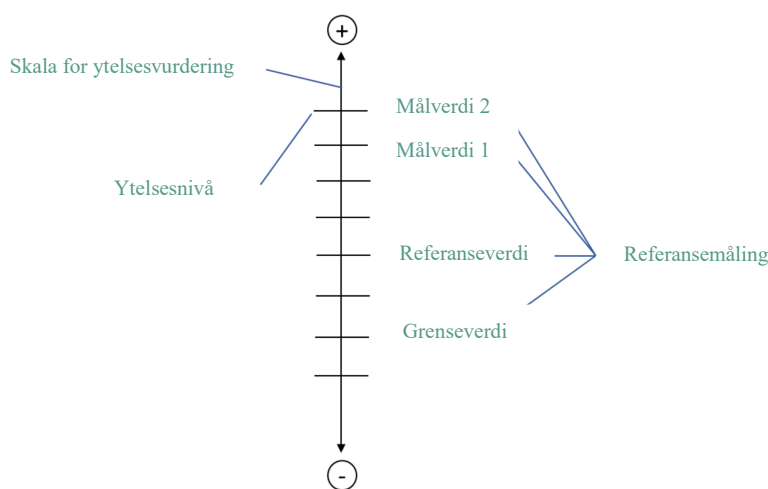 +
Skala for ytelsesvurdering
Målverdi 2
Målverdi 1
Ytelsesnivå
Referanseverdi
Referansemåling
Grenseverdi
-